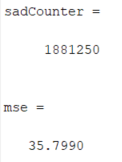 sadCounter =
1881250
mse =
35.7990